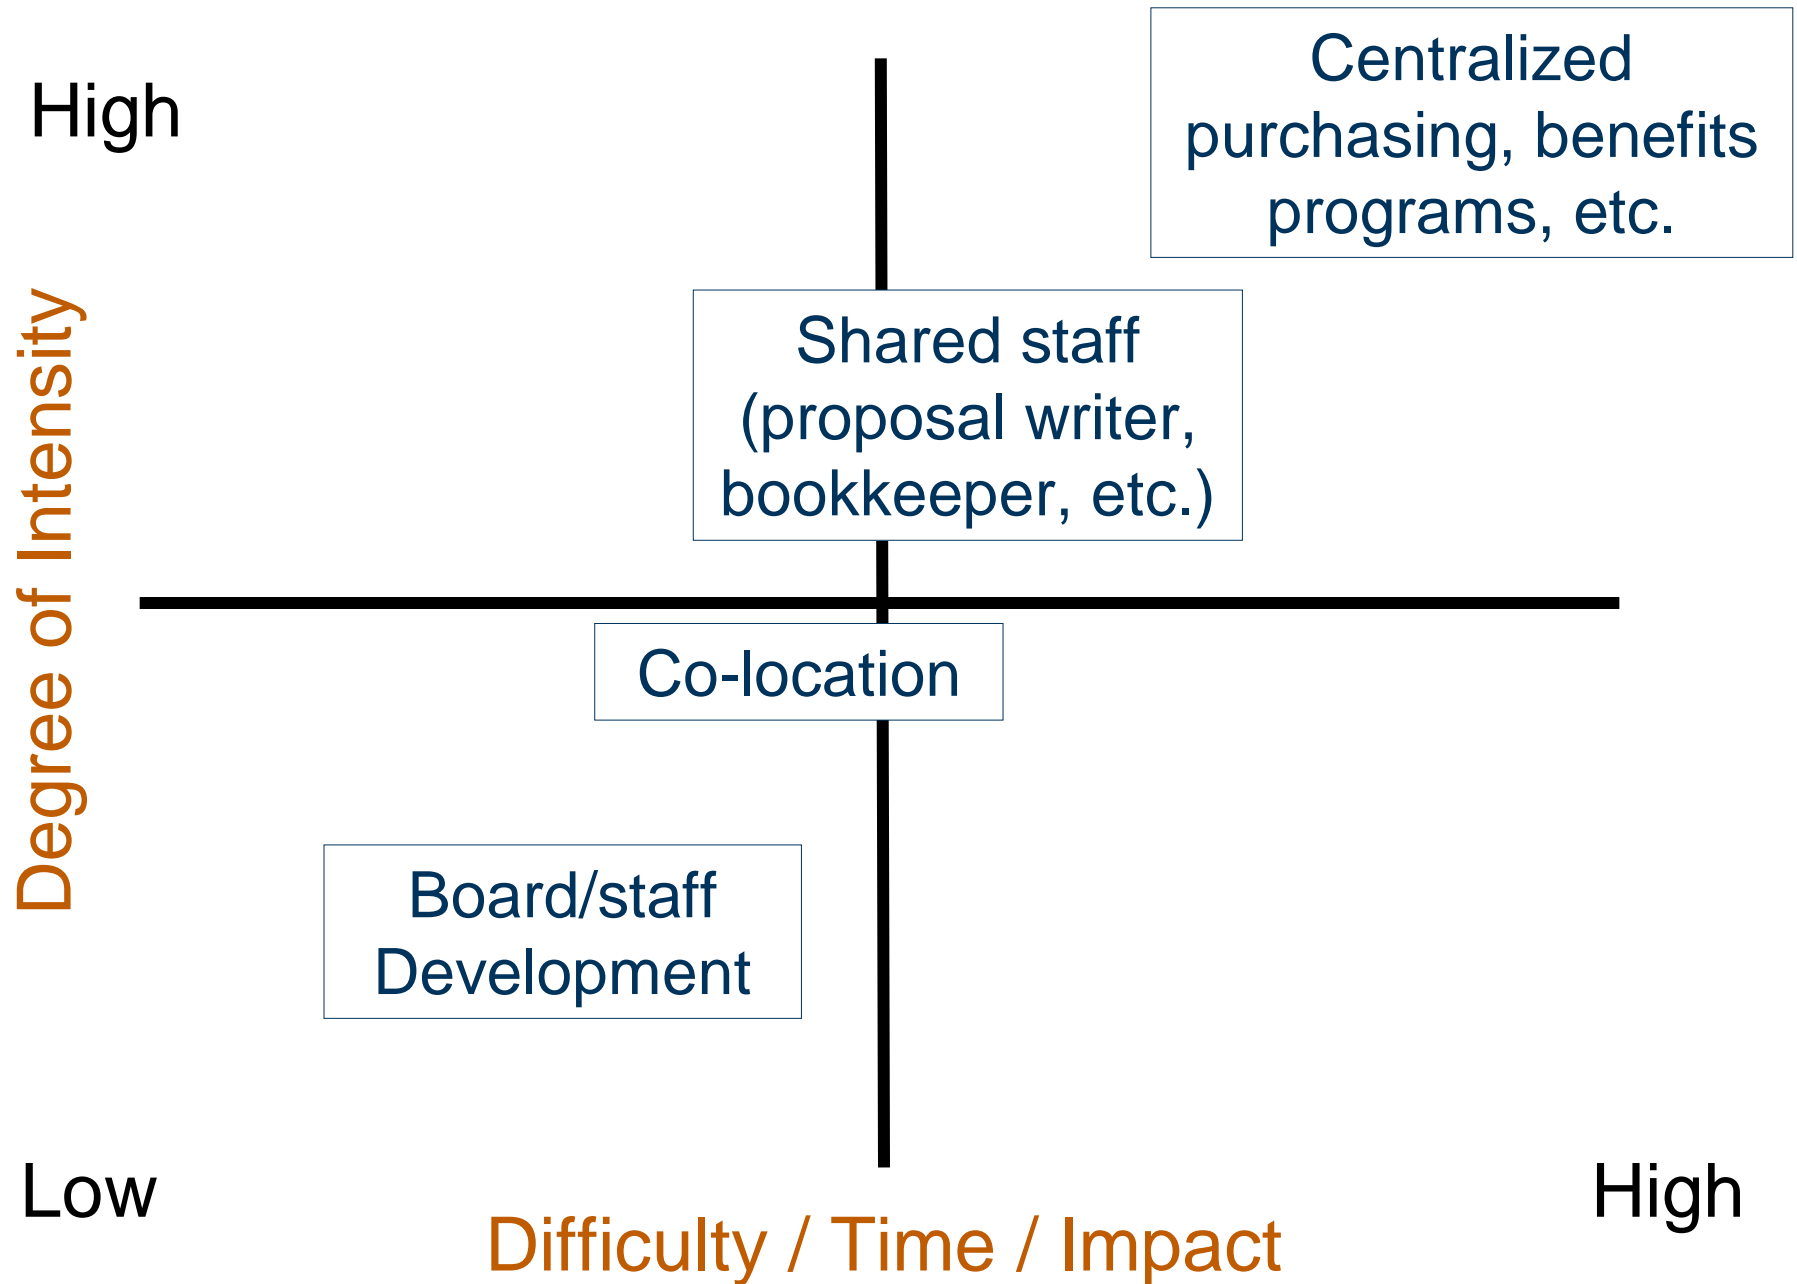 High
Centralized
purchasing, benefits
programs, etc.
Degree of Intensity
Shared staff
(proposal writer,
bookkeeper, etc.)
Co-location
Board/staff
Development
Low
High
Difficulty / Time / Impact